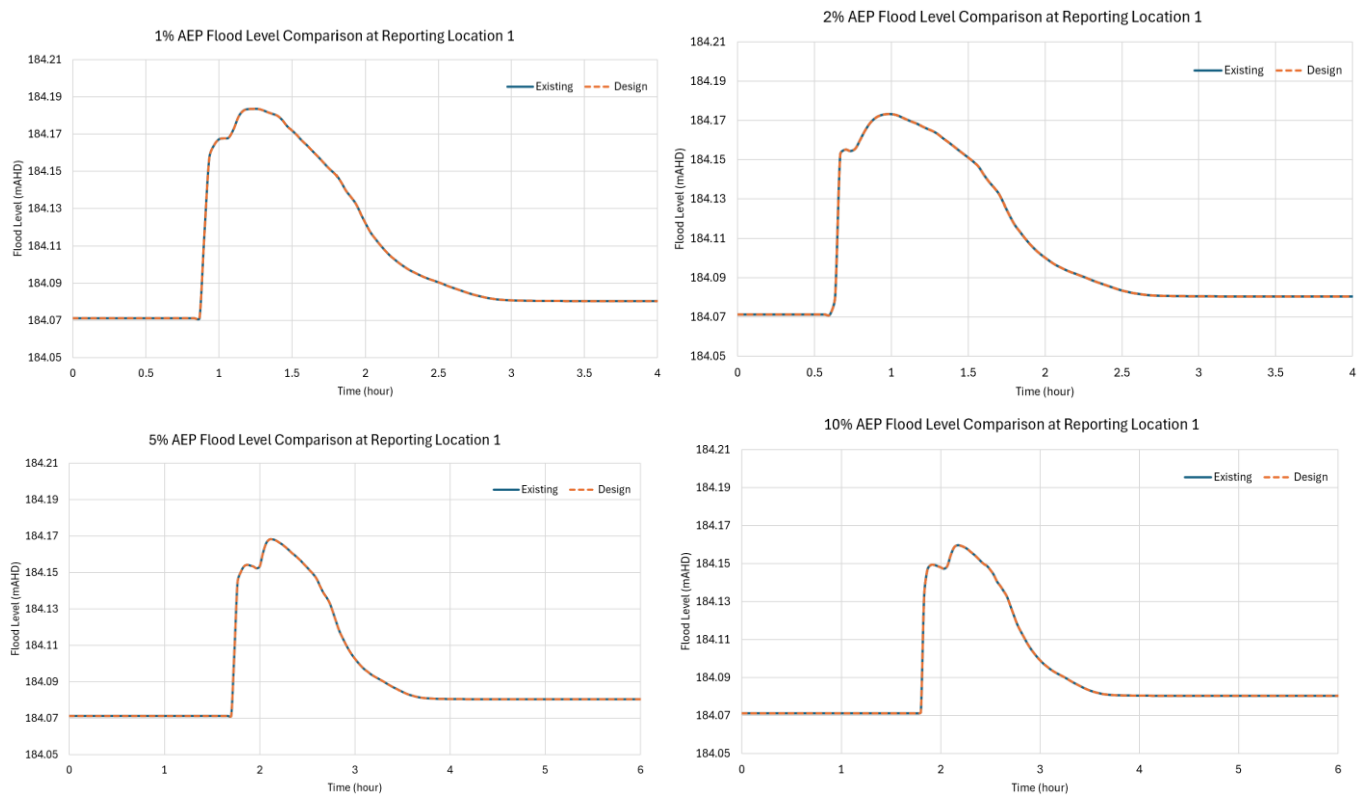 1% AEP Flood Level Comparison at Reporting Location 1
184.21
184.19
184.17
184.15
184.13
184.11
184.09
184.07
184.05
Flood Level (mAHD)
Existing Design
0 0.5 1 1.5 2 2.5 3 3.5 4
Time (hour)
2% AEP Flood Level Comparison at Reporting Location 1
184.21
184.19
184.17
184.15
184.13
184.11
184.09
184.07
184.05
Flood Level (mAHD)
Existing Design
0 0.5 1 1.5 2 2.5 3 3.5 4
Time (hour)
5% AEP Flood Level Comparison at Reporting Location 1
184.21
184.19
184.17
184.15
184.13
184.11
184.09
184.07
184.05
Flood Level (mAHD)
Existing Design
0 1 2 3 4 5 6
Time (hour)
10% AEP Flood Level Comparison at Reporting Location 1
184.21
184.19
184.17
184.15
184.13
184.11
184.09
184.07
184.05
Flood Level (mAHD)
Existing Design
0 1 2 3 4 5 6
Time (hour)